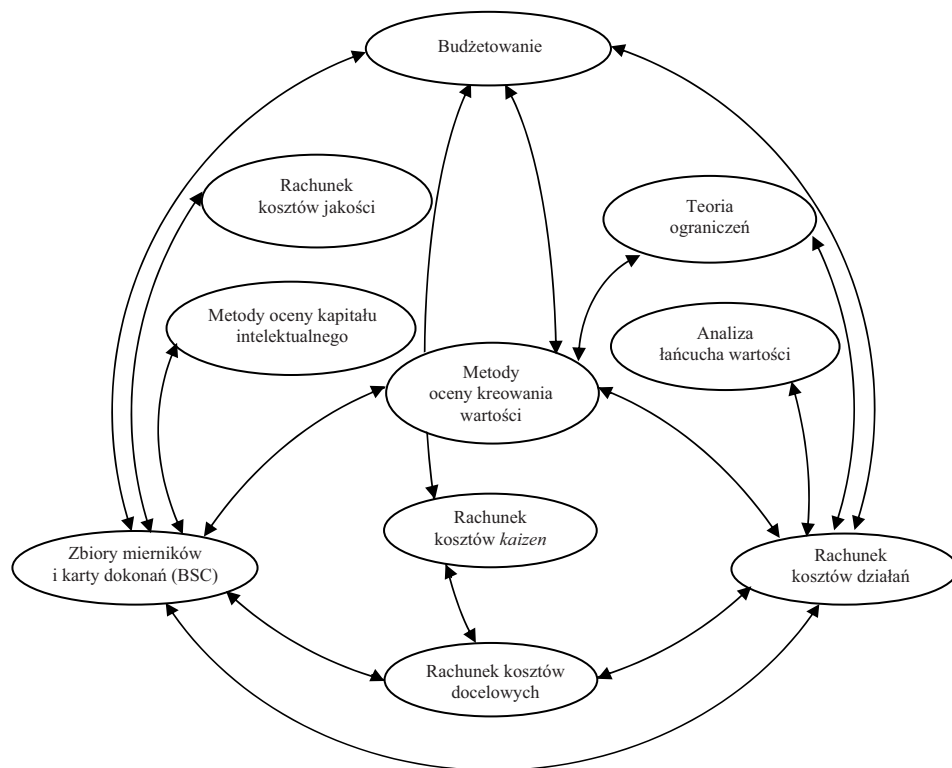 Budżetowanie
Rachunek
kosztów jakości
Teoria
ograniczeń
Metody oceny kapitału
intelektualnego
Analiza
łańcucha wartości
Metody
oceny kreowania
wartości
Rachunek
kosztów kaizen
Zbiory mierników
i karty dokonań (BSC)
Rachunek
kosztów działań
Rachunek kosztów
docelowych